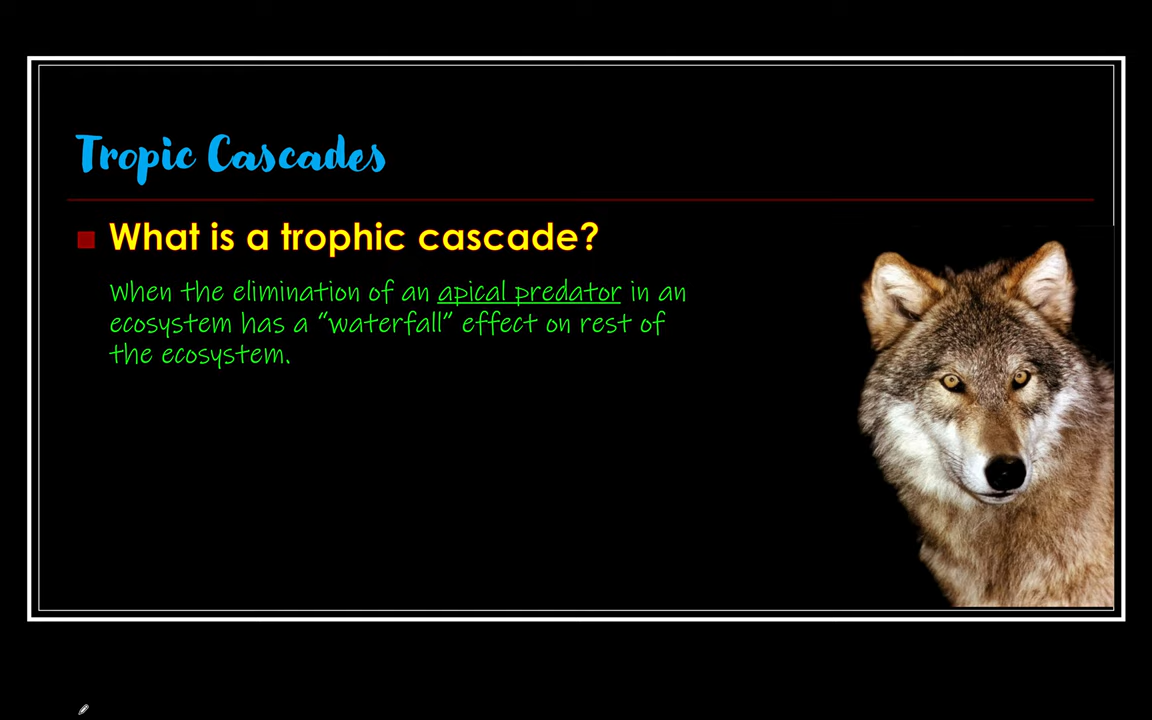 Tropic Cascades
What is a trophic cascade?
When the elimination of an apical predator in an
ecosystem has a “waterfall” effect on rest of
the ecosystem.